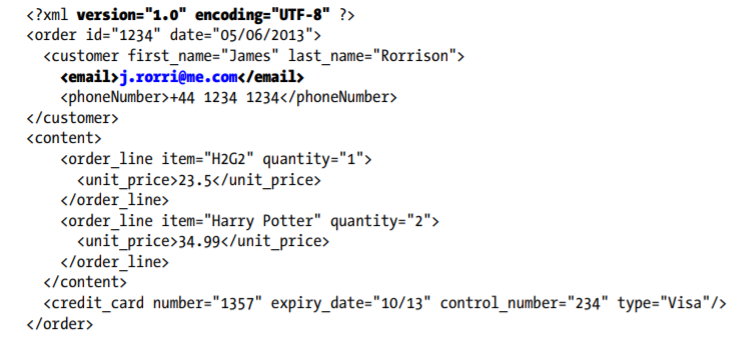 <?xml version="1.0" encoding="UTF-8" ?>
<order id="1234" date="05/06/2013">
<customer first_name="James" last_name="Rorrison">
<email>j.rorri@me.com</email>
<phoneNumber>+44 1234 1234</phoneNumber>
</customer>
<content>
<order_line item="H2G2" quantity="1">
<unit_price>23.5</unit_price>
</order_line>
<order_line item="Harry Potter" quantity="2">
<unit_price>34.99</unit_price>
</order_line>
</content>
<credit_card number="1357" expiry_date="10/13" control_number="234" type="Visa"/>
</order>